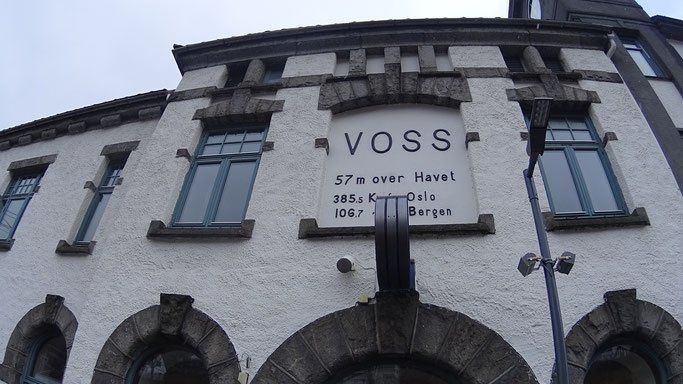 VOSS
57 m over Havet
385.5 Oslo
106.7 Bergen